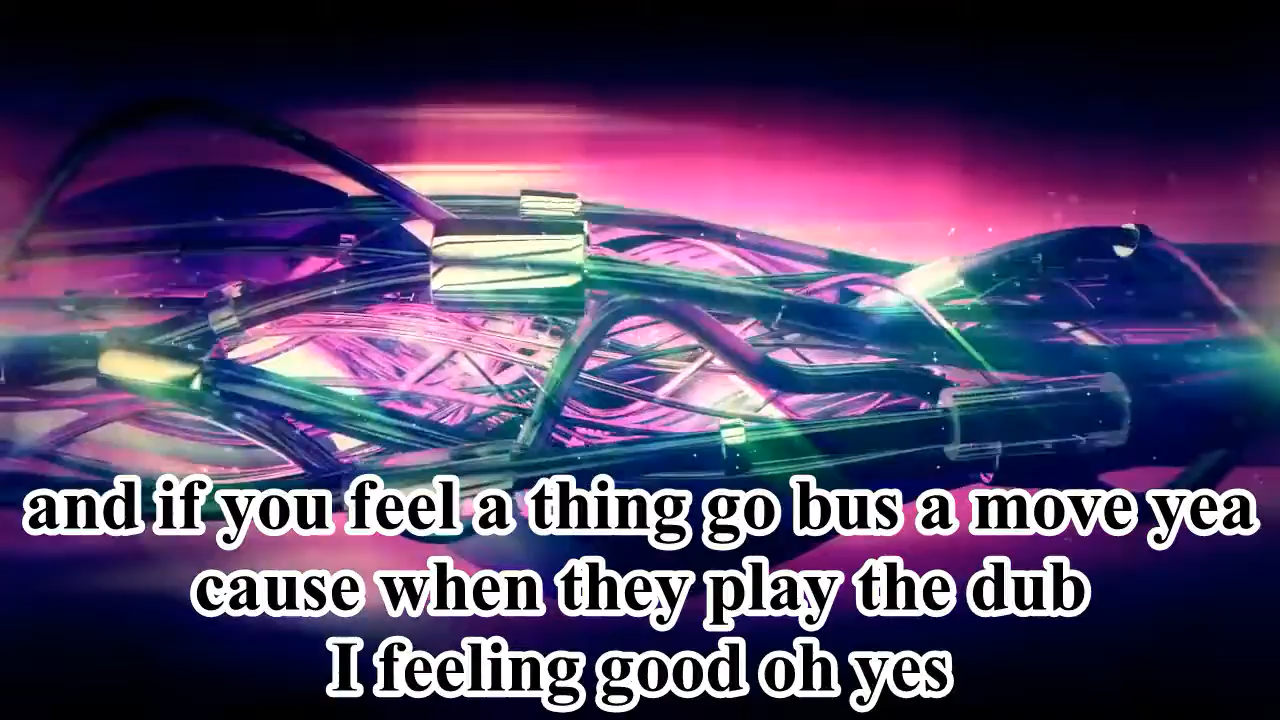 and if you feel a thing go bus a move yea
cause when they play the dub
I feeling good oh yes